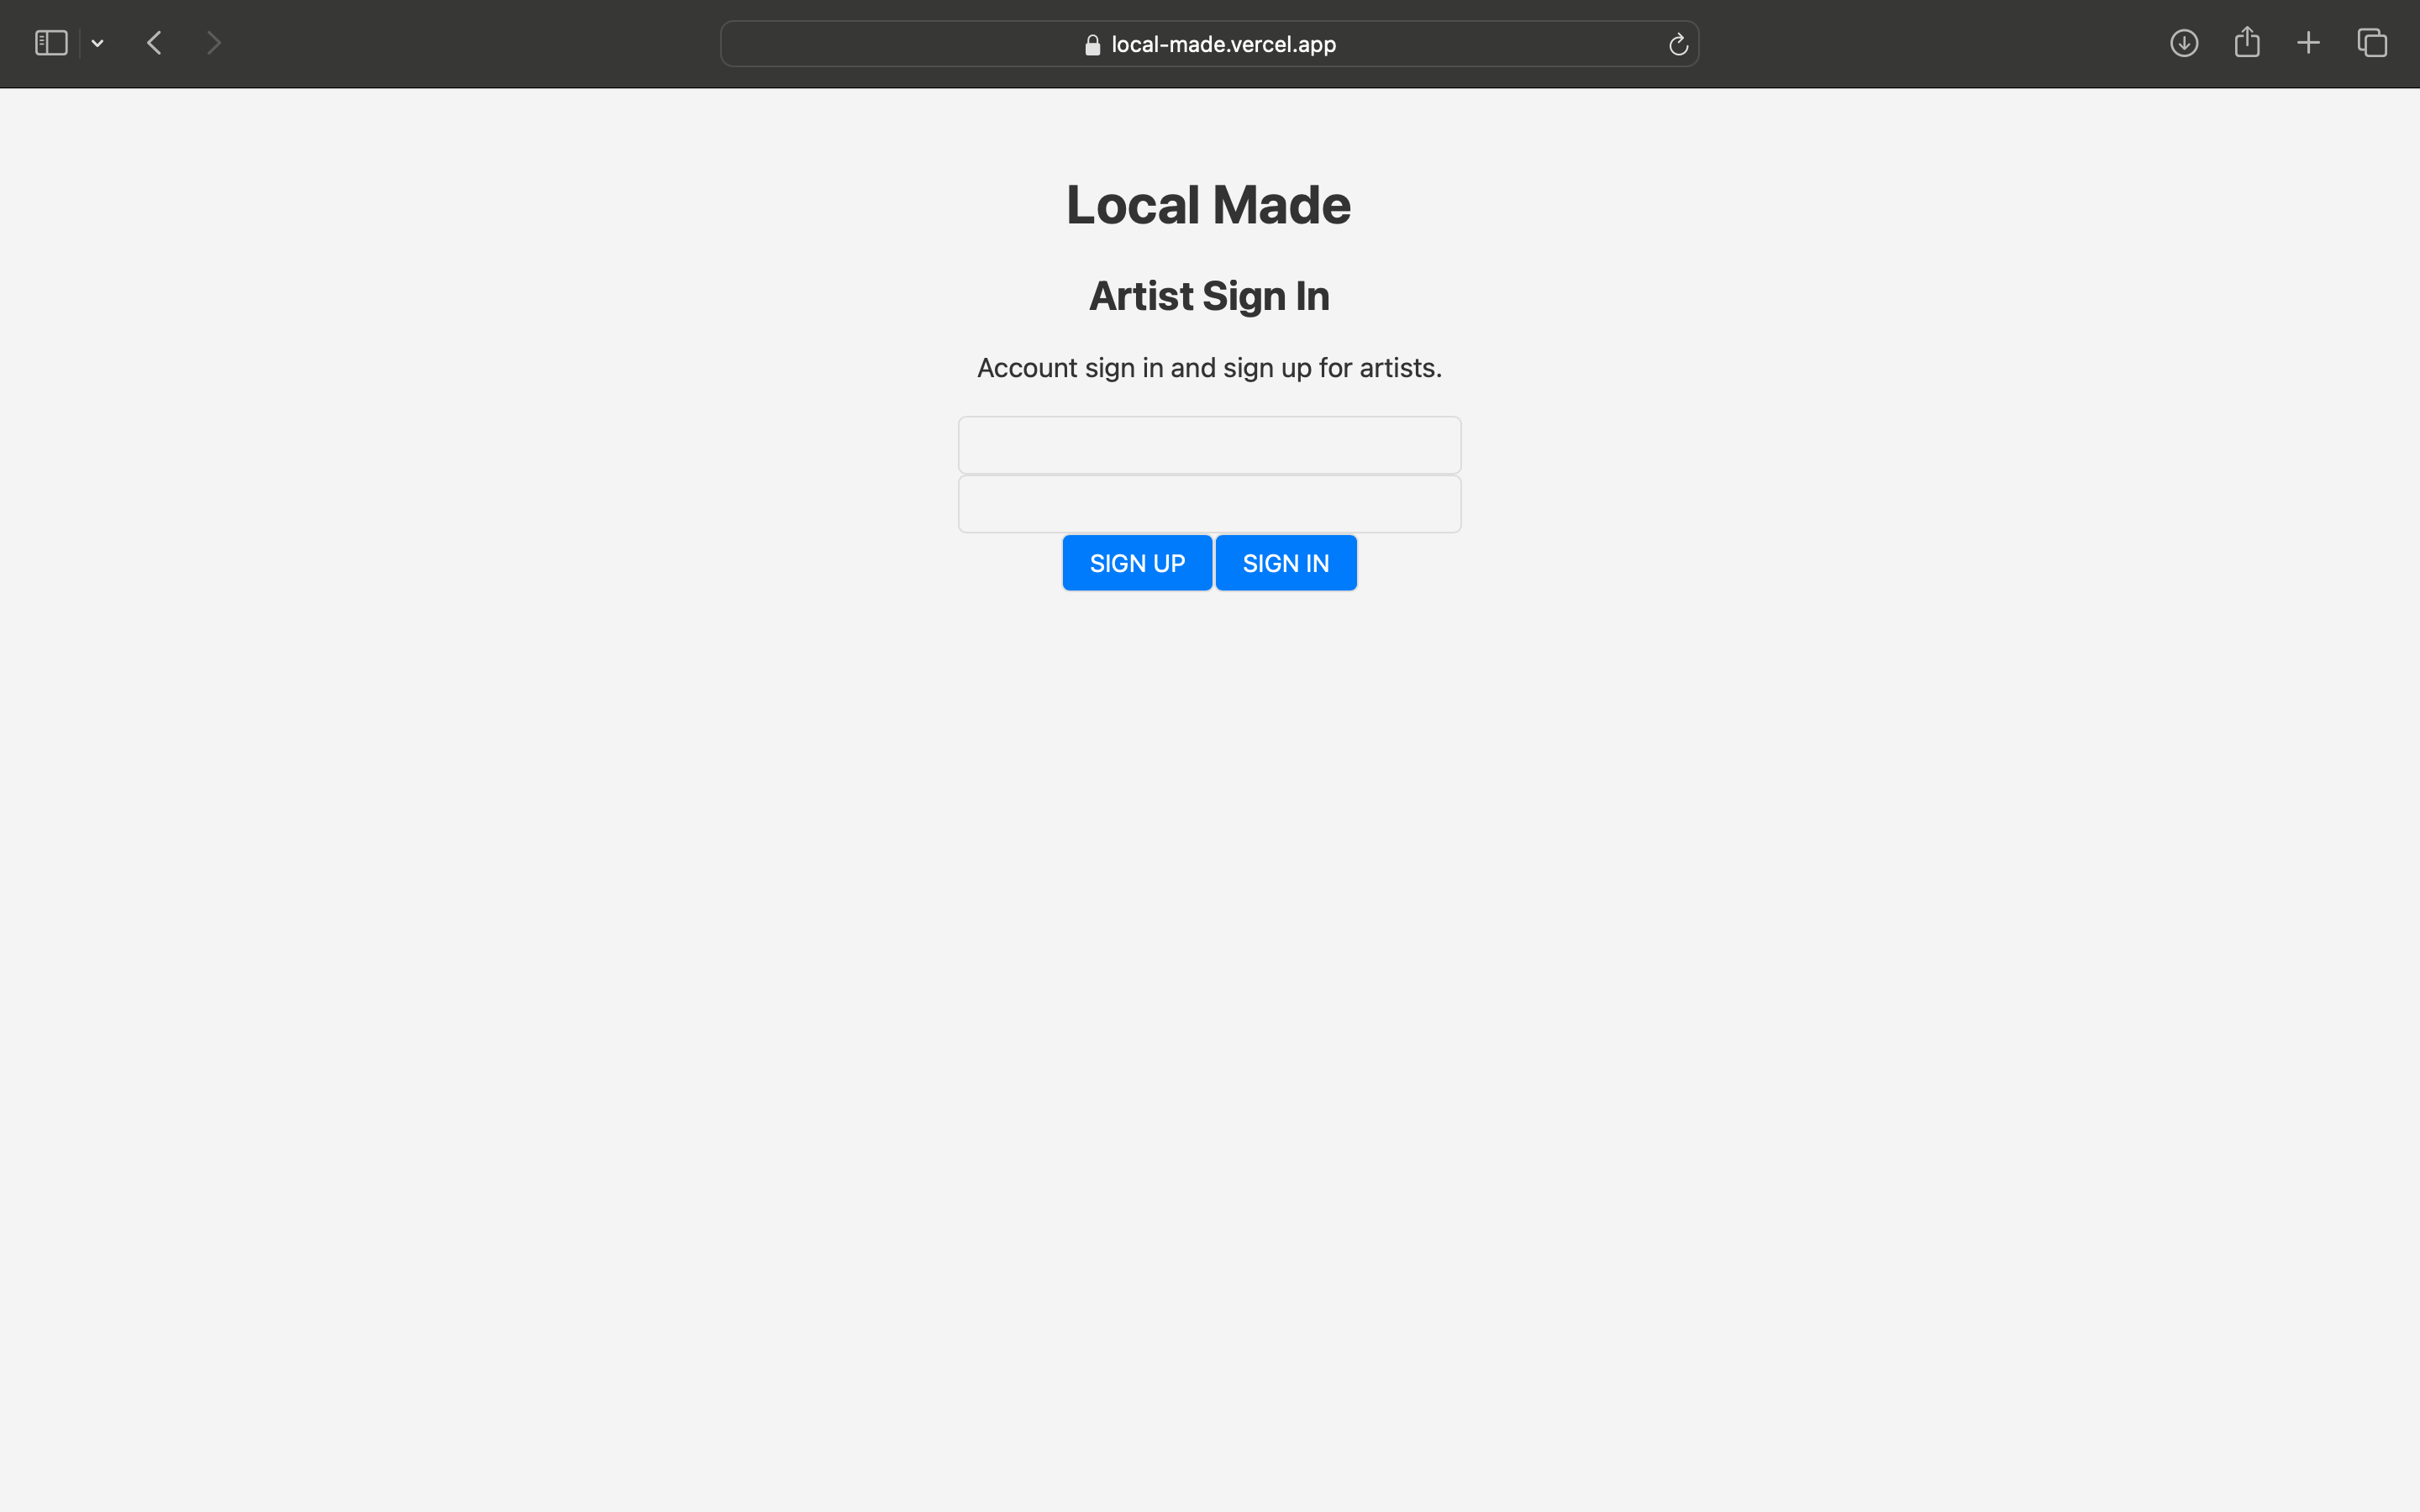 local-made.vercel.app
Local Made
Artist Sign In
Account sign in and sign up for artists.
SIGN UP SIGN IN